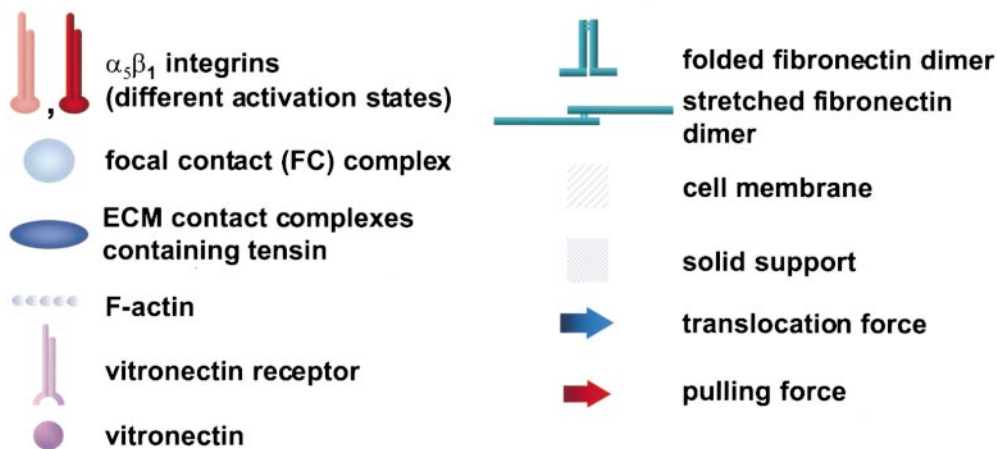 α₅β₁ integrins
(different activation states)
focal contact (FC) complex
ECM contact complexes
containing tensin
F-actin
vitronectin receptor
vitronectin
folded fibronectin dimer
stretched fibronectin
dimer
cell membrane
solid support
translocation force
pulling force